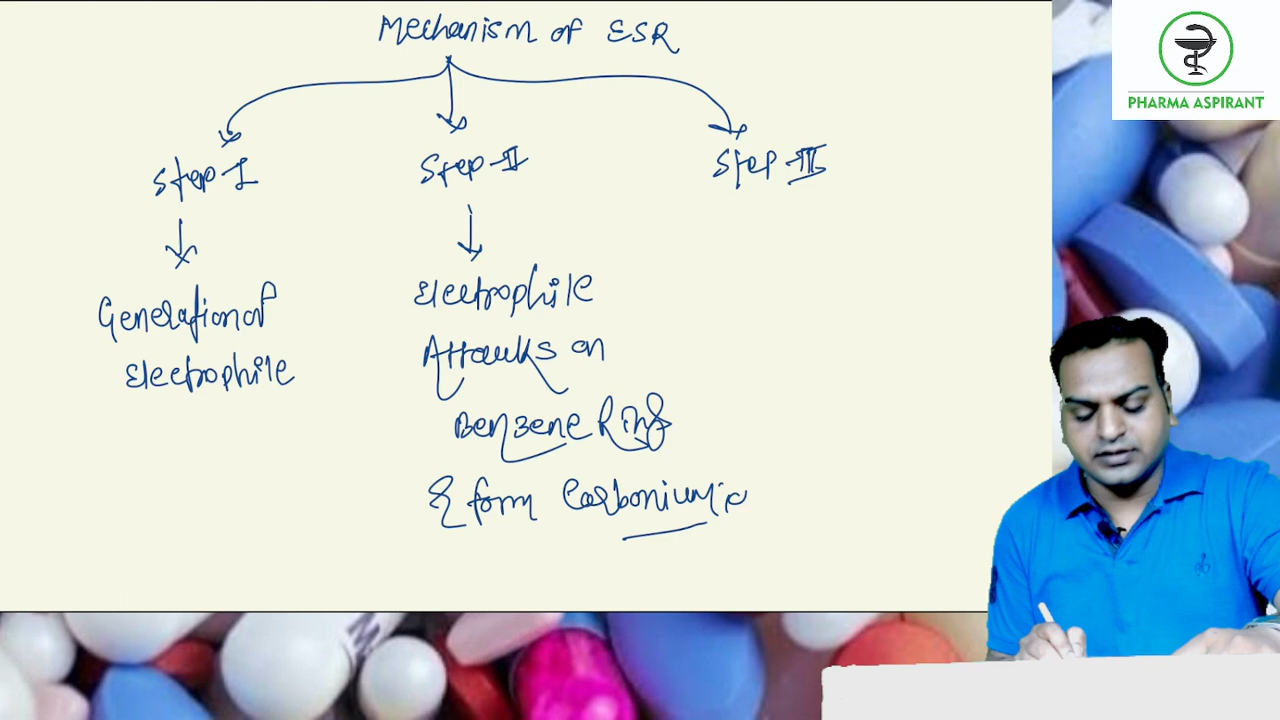 Mechanism of ESR
Step-I
Step-II
Step-III
Generation of
Electrophile
Electrophile
Attacks on
Benzene Ring
& form Carbonium
PHARMA ASPIRANT